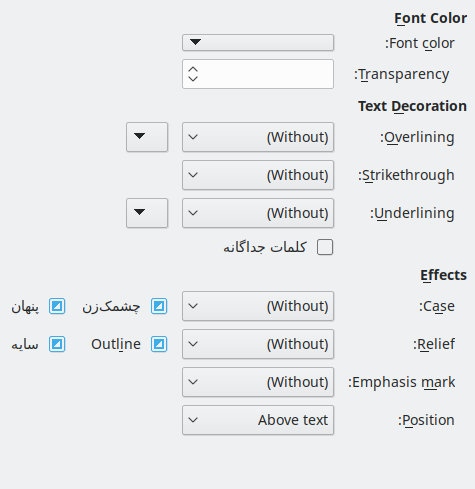 Font Color
Font color:
Transparency:
Text Decoration
Overlining: (Without)
Strikethrough: (Without)
Underlining: (Without)
کلمات جداگانه
Effects
Case: (Without) چشمک‌زن پنهان
Relief: (Without) Outline سایه
Emphasis mark: (Without)
Position: Above text